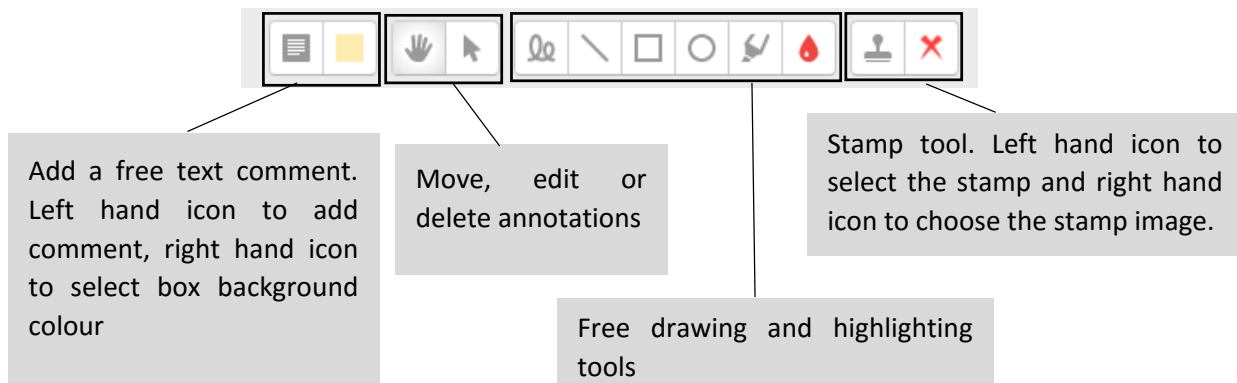 Add a free text comment.
Left hand icon to add
comment, right hand icon
to select box background
colour
Move, edit or
delete annotations
Free drawing and highlighting
tools
Stamp tool. Left hand icon to
select the stamp and right hand
icon to choose the stamp image.